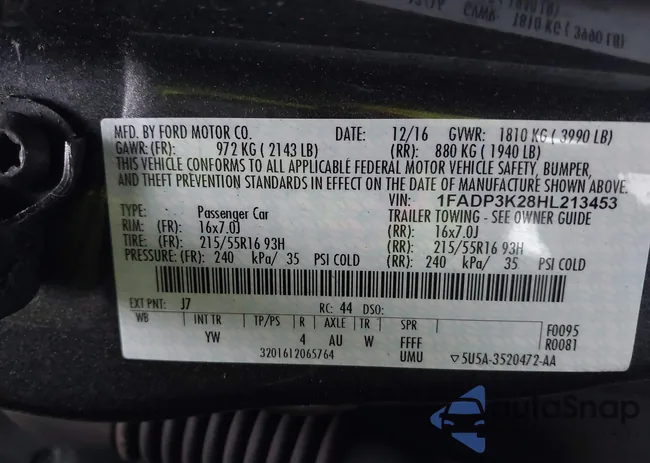 MFD. BY FORD MOTOR CO. DATE: 12/16 GVWR: 1810 KG ( 3990 LB)
GAWR: (FR): 972 KG ( 2143 LB) (RR): 880 KG ( 1940 LB)
THIS VEHICLE CONFORMS TO ALL APPLICABLE FEDERAL MOTOR VEHICLE SAFETY, BUMPER,
AND THEFT PREVENTION STANDARDS IN EFFECT ON THE DATE OF MANUFACTURE SHOWN ABOVE.
VIN: 1FADP3K28HL213453
TYPE: Passenger Car TRAILER TOWING - SEE OWNER GUIDE
RIM: (FR): 16x7.0J (RR): 16x7.0J
TIRE: (FR): 215/55R16 93H (RR): 215/55R16 93H
PRESSURE: (FR): 240 kPa/ 35 PSI COLD (RR): 240 kPa/ 35 PSI COLD
EXT PNT: J7 RC: 44 DSO:
WB INT TR TP/PS R AXLE TR SPR F0095
YW 4 AU W FFFF R0081
3201612065764 UMU ▽5U5A-3520472-AA
autoSnap